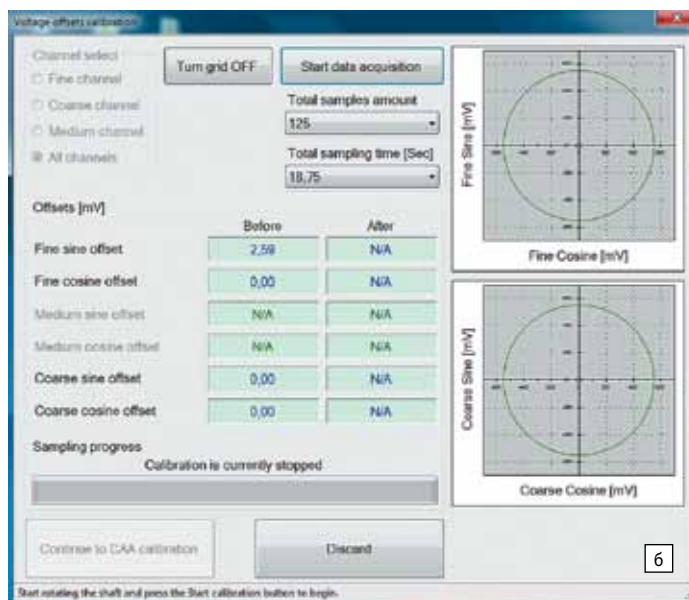 Voltage offsets calibration
Channel select
Fine channel
Coarse channel
Medium channel
All channels
Turn grid OFF
Start data acquisition
Total samples amount
125
Total sampling time [Sec]
18,75
Offsets [mV]
Before
After
Fine sine offset
2,59
N/A
Fine cosine offset
0,00
N/A
Medium sine offset
N/A
N/A
Medium cosine offset
N/A
N/A
Coarse sine offset
0,00
N/A
Coarse cosine offset
0,00
N/A
Sampling progress
Calibration is currently stopped
Continue to CAA calibration
Discard
Start rotating the shaft and press the Start calibration button to begin.
Fine Sine [mV]
Fine Cosine [mV]
Coarse Sine [mV]
Coarse Cosine [mV]
6